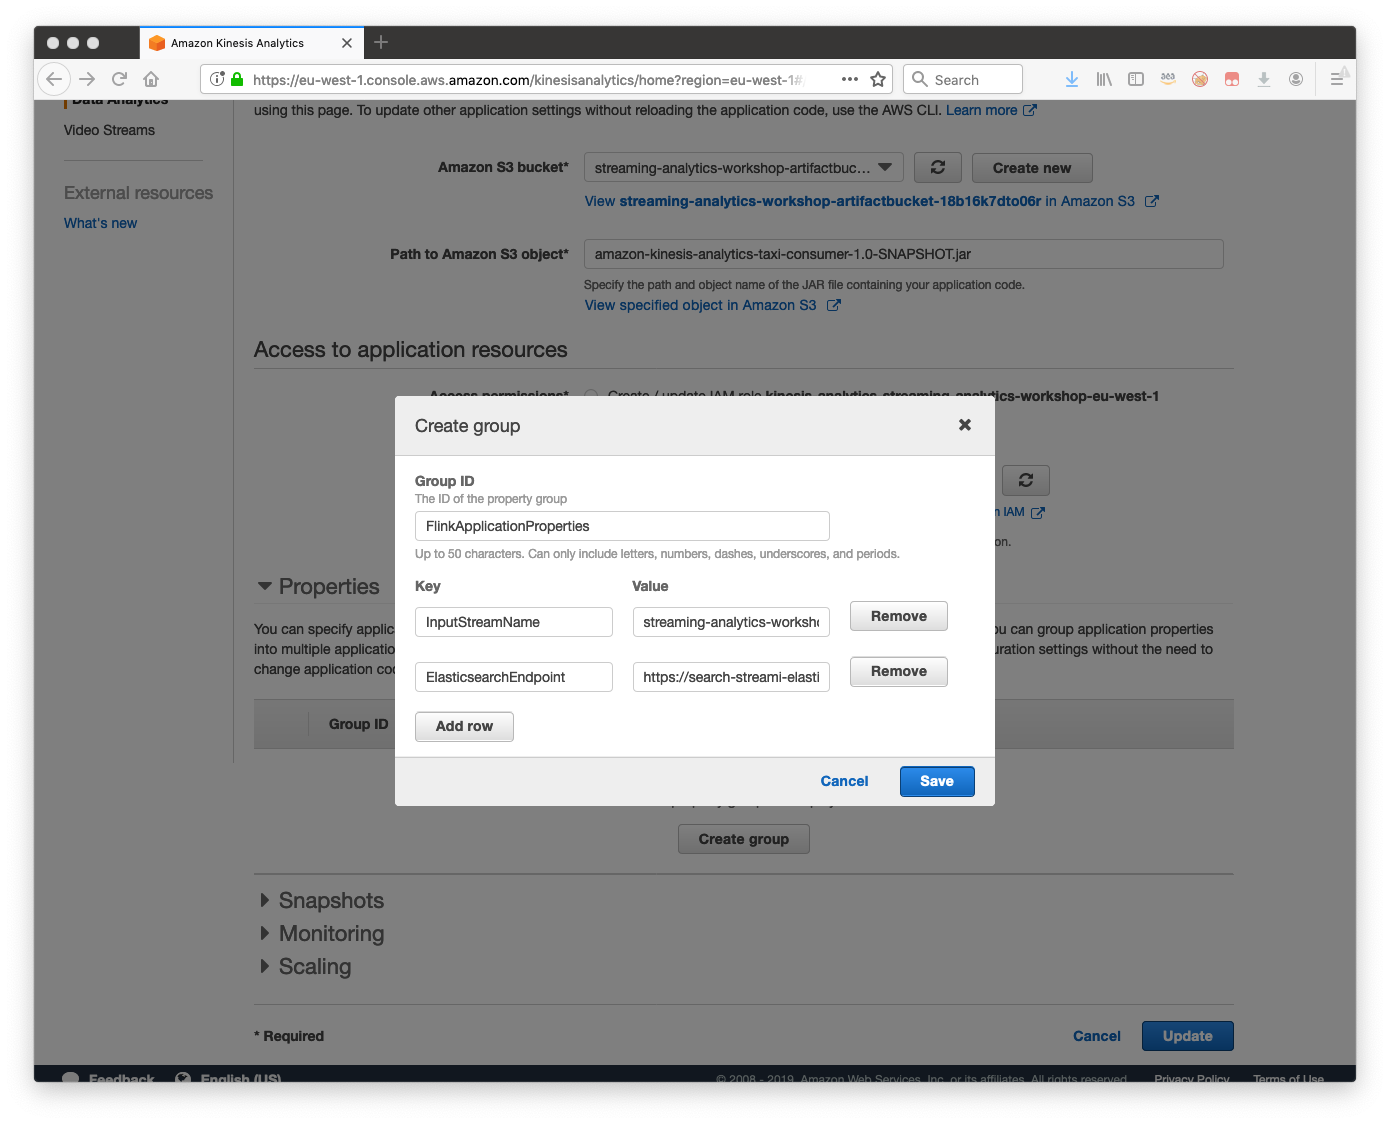 Amazon Kinesis Analytics
https://eu-west-1.console.aws.amazon.com/kinesisanalytics/home?region=eu-west-1#
Search
Data Analytics
Video Streams
External resources
What's new
using this page. To update other application settings without reloading the application code, use the AWS CLI. Learn more
Amazon S3 bucket*
streaming-analytics-workshop-artifactbuc...
Create new
View streaming-analytics-workshop-artifactbucket-18b16k7dto06r in Amazon S3
Path to Amazon S3 object*
amazon-kinesis-analytics-taxi-consumer-1.0-SNAPSHOT.jar
Specify the path and object name of the JAR file containing your application code.
View specified object in Amazon S3
Access to application resources
Access permissions*
Create / update IAM role kinesis-analytics-streaming-analytics-workshop-eu-west-1
IAM
on.
Create group
Group ID
The ID of the property group
FlinkApplicationProperties
Up to 50 characters. Can only include letters, numbers, dashes, underscores, and periods.
Key
Value
InputStreamName
streaming-analytics-worksho
Remove
ElasticsearchEndpoint
https://search-streami-elasti
Remove
Add row
Cancel
Save
Properties
You can specify applic
u can group application properties
into multiple applicatio
uration settings without the need to
change application co
Group ID
Create group
Snapshots
Monitoring
Scaling
* Required
Cancel
Update
Feedback
English (US)
© 2008 - 2019, Amazon Web Services, Inc. or its affiliates. All rights reserved.
Privacy Policy
Terms of Use